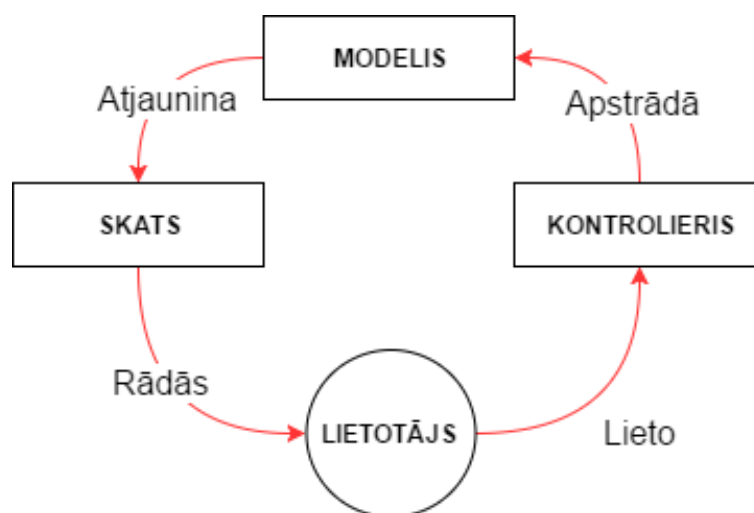 MODELIS
Atjaunina
Apstrādā
SKATS
KONTROLIERIS
Rādās
LIETOTĀJS
Lieto